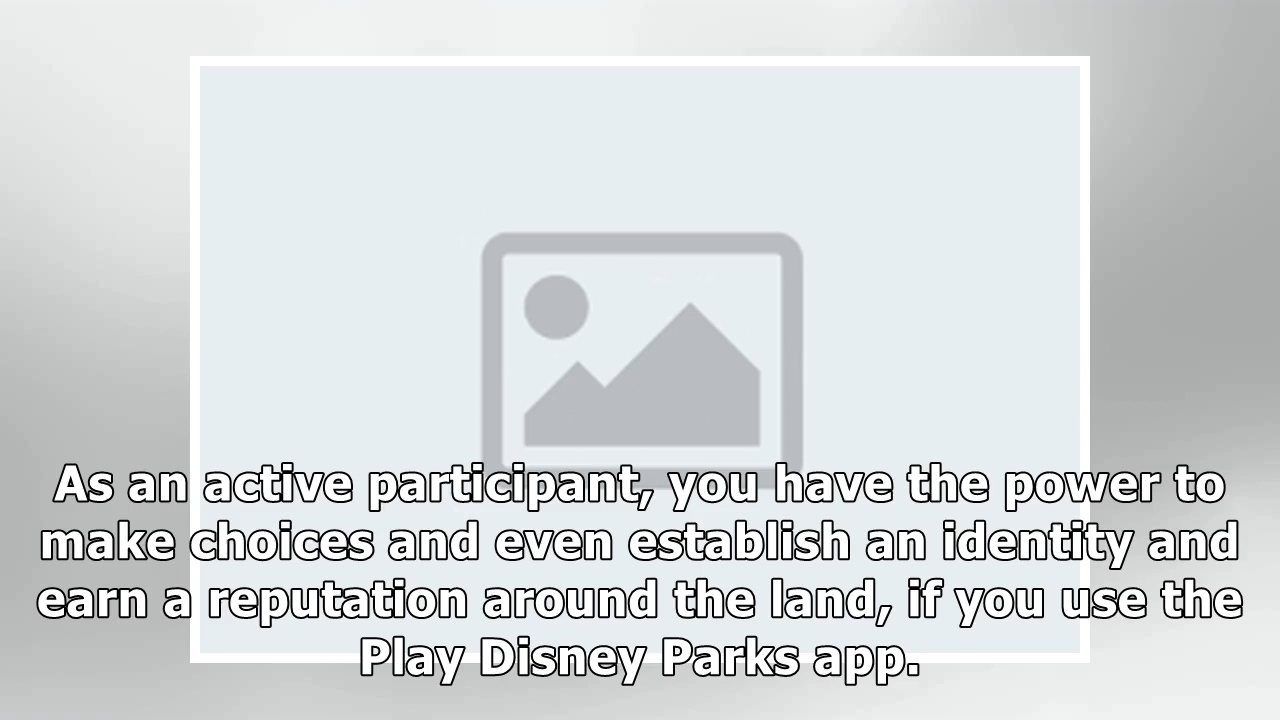 As an active participant, you have the power to
make choices and even establish an identity and
earn a reputation around the land, if you use the
Play Disney Parks app.